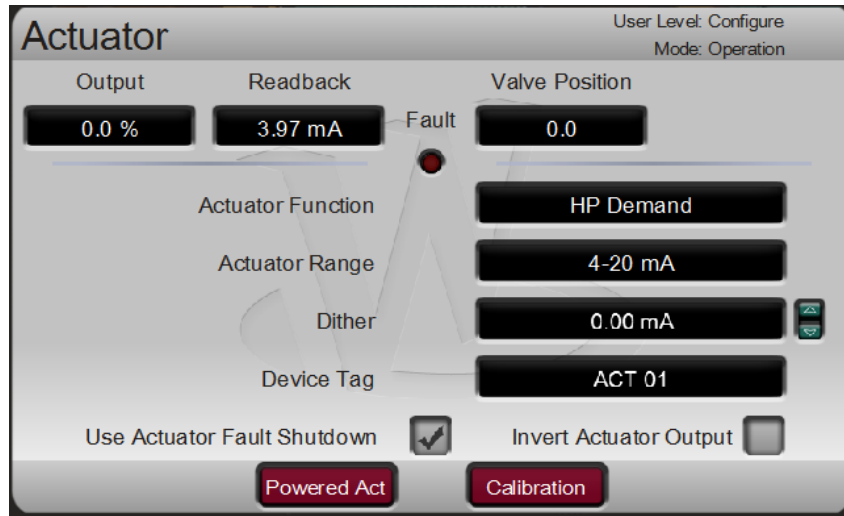 Actuator
User Level: Configure
Mode: Operation
Output Readback Valve Position
0.0 % 3.97 mA Fault 0.0
Actuator Function HP Demand
Actuator Range 4-20 mA
Dither 0.00 mA
Device Tag ACT 01
Use Actuator Fault Shutdown Invert Actuator Output
Powered Act Calibration